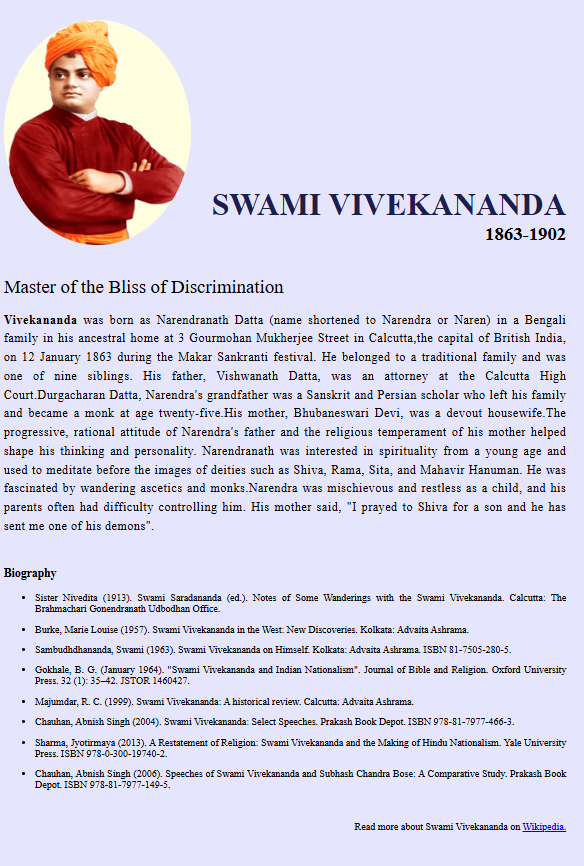 SWAMI VIVEKANANDA
1863-1902
Master of the Bliss of Discrimination
Vivekananda was born as Narendranath Datta (name shortened to Narendra or Naren) in a Bengali
family in his ancestral home at 3 Gourmohan Mukherjee Street in Calcutta,the capital of British India,
on 12 January 1863 during the Makar Sankranti festival. He belonged to a traditional family and was
one of nine siblings. His father, Vishwanath Datta, was an attorney at the Calcutta High
Court.Durgacharan Datta, Narendra's grandfather was a Sanskrit and Persian scholar who left his family
and became a monk at age twenty-five.His mother, Bhubaneswari Devi, was a devout housewife.The
progressive, rational attitude of Narendra's father and the religious temperament of his mother helped
shape his thinking and personality. Narendranath was interested in spirituality from a young age and
used to meditate before the images of deities such as Shiva, Rama, Sita, and Mahavir Hanuman. He was
fascinated by wandering ascetics and monks.Narendra was mischievous and restless as a child, and his
parents often had difficulty controlling him. His mother said, "I prayed to Shiva for a son and he has
sent me one of his demons".
Biography
• Sister Nivedita (1913). Swami Saradananda (ed.). Notes of Some Wanderings with the Swami Vivekananda. Calcutta: The
Brahmachari Gonendranath Udbodhan Office.
• Burke, Marie Louise (1957). Swami Vivekananda in the West: New Discoveries. Kolkata: Advaita Ashrama.
• Sambudhdhananda, Swami (1963). Swami Vivekananda on Himself. Kolkata: Advaita Ashrama. ISBN 81-7505-280-5.
• Gokhale, B. G. (January 1964). "Swami Vivekananda and Indian Nationalism". Journal of Bible and Religion. Oxford University
Press. 32 (1): 35–42. JSTOR 1460427.
• Majumdar, R. C. (1999). Swami Vivekananda: A historical review. Calcutta: Advaita Ashrama.
• Chauhan, Abnish Singh (2004). Swami Vivekananda: Select Speeches. Prakash Book Depot. ISBN 978-81-7977-466-3.
• Sharma, Jyotirmaya (2013). A Restatement of Religion: Swami Vivekananda and the Making of Hindu Nationalism. Yale University
Press. ISBN 978-0-300-19740-2.
• Chauhan, Abnish Singh (2006). Speeches of Swami Vivekananda and Subhash Chandra Bose: A Comparative Study. Prakash Book
Depot. ISBN 978-81-7977-149-5.
Read more about Swami Vivekananda on Wikipedia.